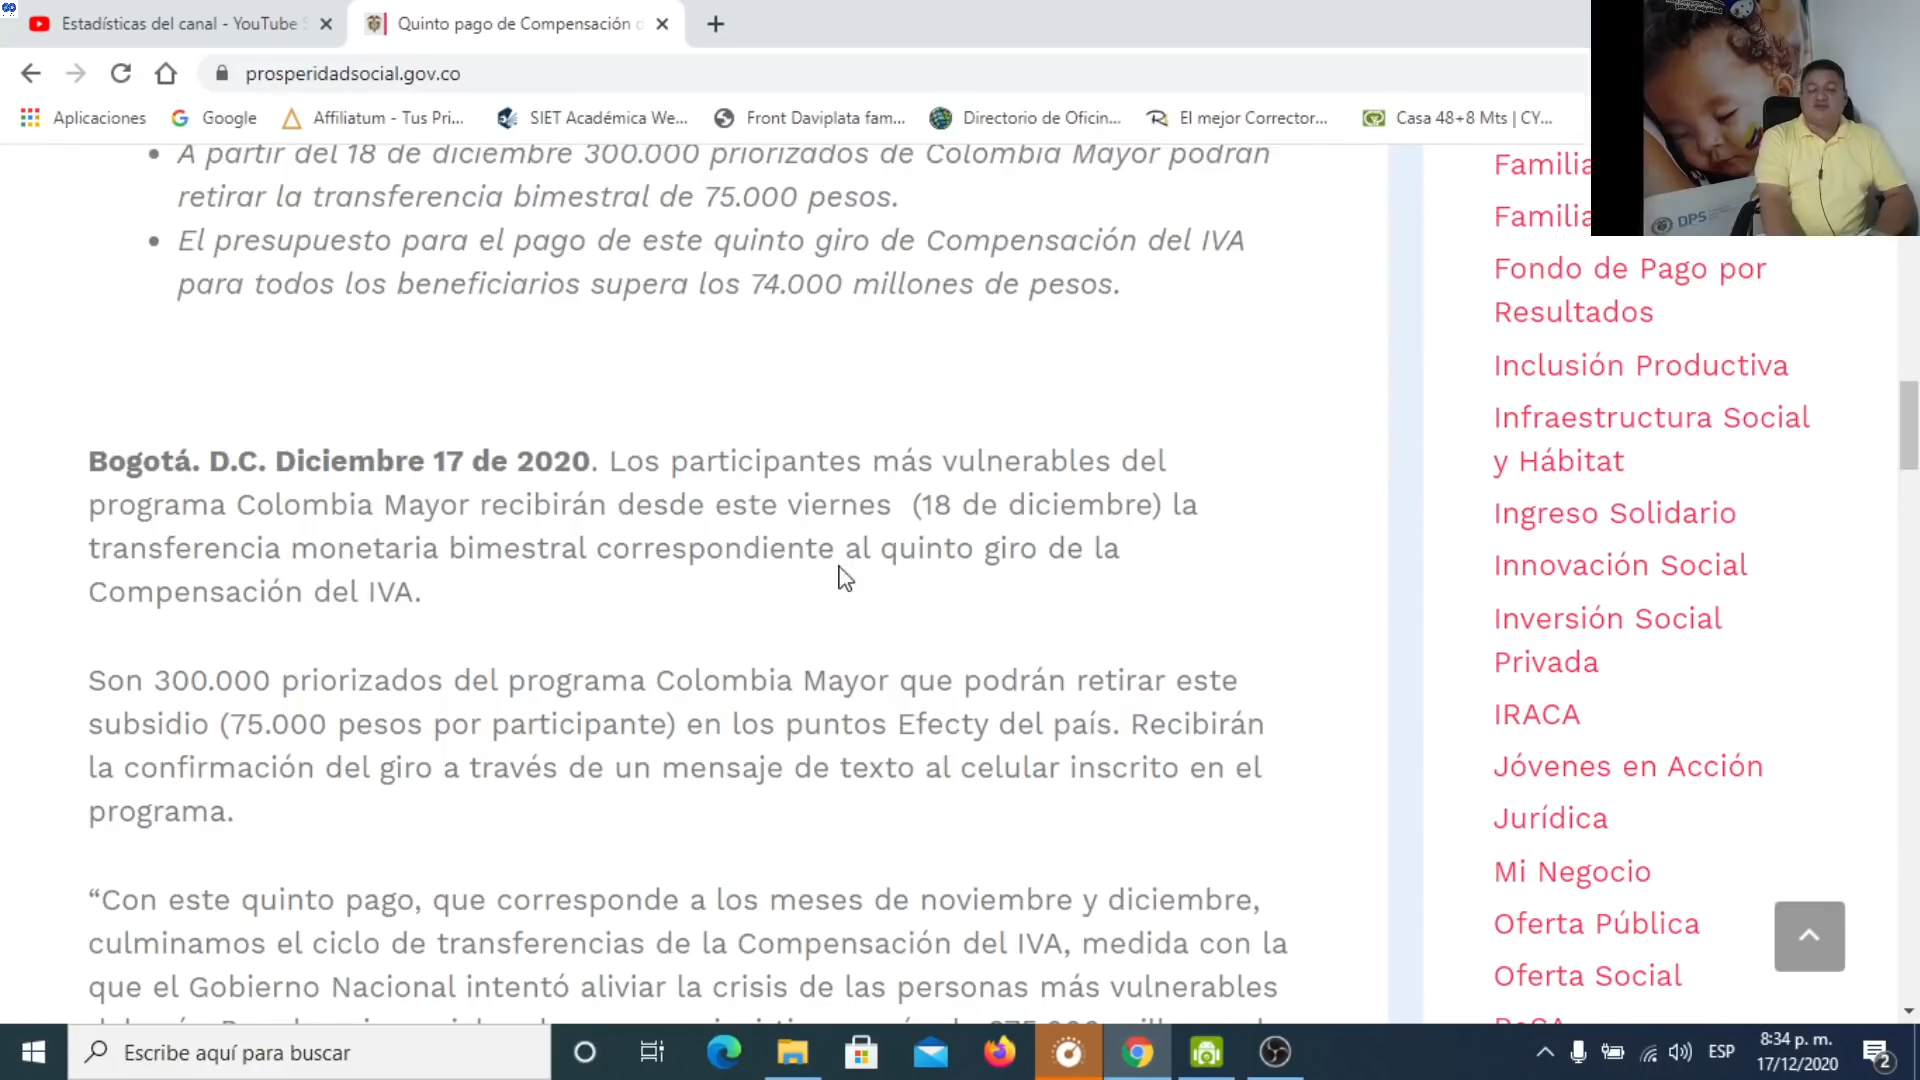 Estadísticas del canal - YouTube S
Quinto pago de Compensación d
prosperidadsocial.gov.co
Aplicaciones
Google
Affiliatum - Tus Pri...
SIET Académica We...
Front Daviplata fam...
Directorio de Oficin...
El mejor Corrector...
Casa 48+8 Mts | CY...
• A partir del 18 de diciembre 300.000 priorizados de Colombia Mayor podrán
retirar la transferencia bimestral de 75.000 pesos.
• El presupuesto para el pago de este quinto giro de Compensación del IVA
para todos los beneficiarios supera los 74.000 millones de pesos.
Bogotá. D.C. Diciembre 17 de 2020. Los participantes más vulnerables del
programa Colombia Mayor recibirán desde este viernes (18 de diciembre) la
transferencia monetaria bimestral correspondiente al quinto giro de la
Compensación del IVA.
Son 300.000 priorizados del programa Colombia Mayor que podrán retirar este
subsidio (75.000 pesos por participante) en los puntos Efecty del país. Recibirán
la confirmación del giro a través de un mensaje de texto al celular inscrito en el
programa.
“Con este quinto pago, que corresponde a los meses de noviembre y diciembre,
culminamos el ciclo de transferencias de la Compensación del IVA, medida con la
que el Gobierno Nacional intentó aliviar la crisis de las personas más vulnerables
Familia
Familia
Fondo de Pago por
Resultados
Inclusión Productiva
Infraestructura Social
y Hábitat
Ingreso Solidario
Innovación Social
Inversión Social
Privada
IRACA
Jóvenes en Acción
Jurídica
Mi Negocio
Oferta Pública
Oferta Social
DPS
Escribe aquí para buscar
ESP
8:34 p. m.
17/12/2020
2